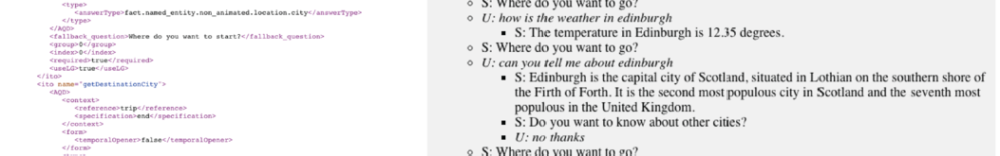 <type>
<answerType>fact.named_entity.non_animated.location.city</answerType>
</type>
</AQD>
<fallback_question>Where do you want to start?</fallback_question>
<group>0</group>
<index>0</index>
<required>true</required>
<useLG>true</useLG>
</ito>
<ito name="getDestinationCity">
<AQD>
<context>
<reference>trip</reference>
<specification>end</specification>
</context>
<form>
<temporalOpener>false</temporalOpener>
</form>
S: Where do you want to go?
U: how is the weather in edinburgh
S: The temperature in Edinburgh is 12.35 degrees.
S: Where do you want to go?
U: can you tell me about edinburgh
S: Edinburgh is the capital city of Scotland, situated in Lothian on the southern shore of
the Firth of Forth. It is the second most populous city in Scotland and the seventh most
populous in the United Kingdom.
S: Do you want to know about other cities?
U: no thanks
S: Where do you want to go?